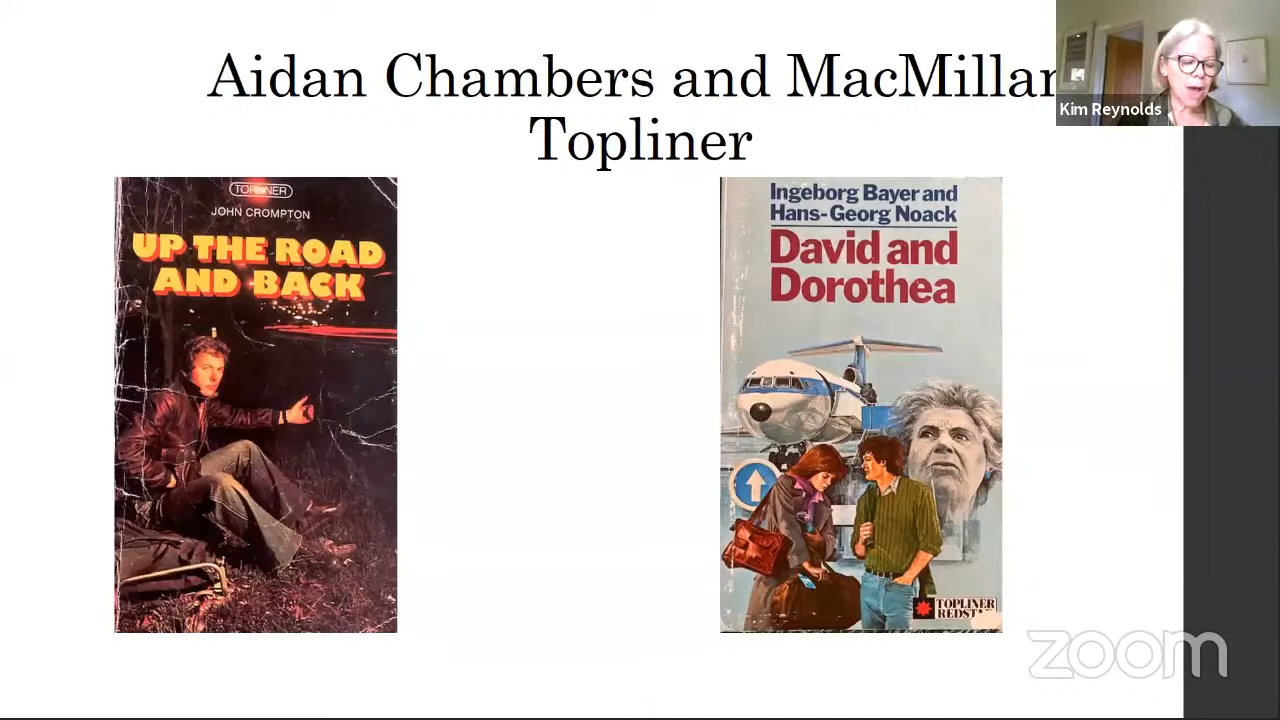 Aidan Chambers and MacMillan
Topliner
Kim Reynolds
TOPLINER
JOHN CROMPTON
UP THE ROAD
AND BACK
Ingeborg Bayer and
Hans-Georg Noack
David and
Dorothea
TOPLINER
REDST
zoom